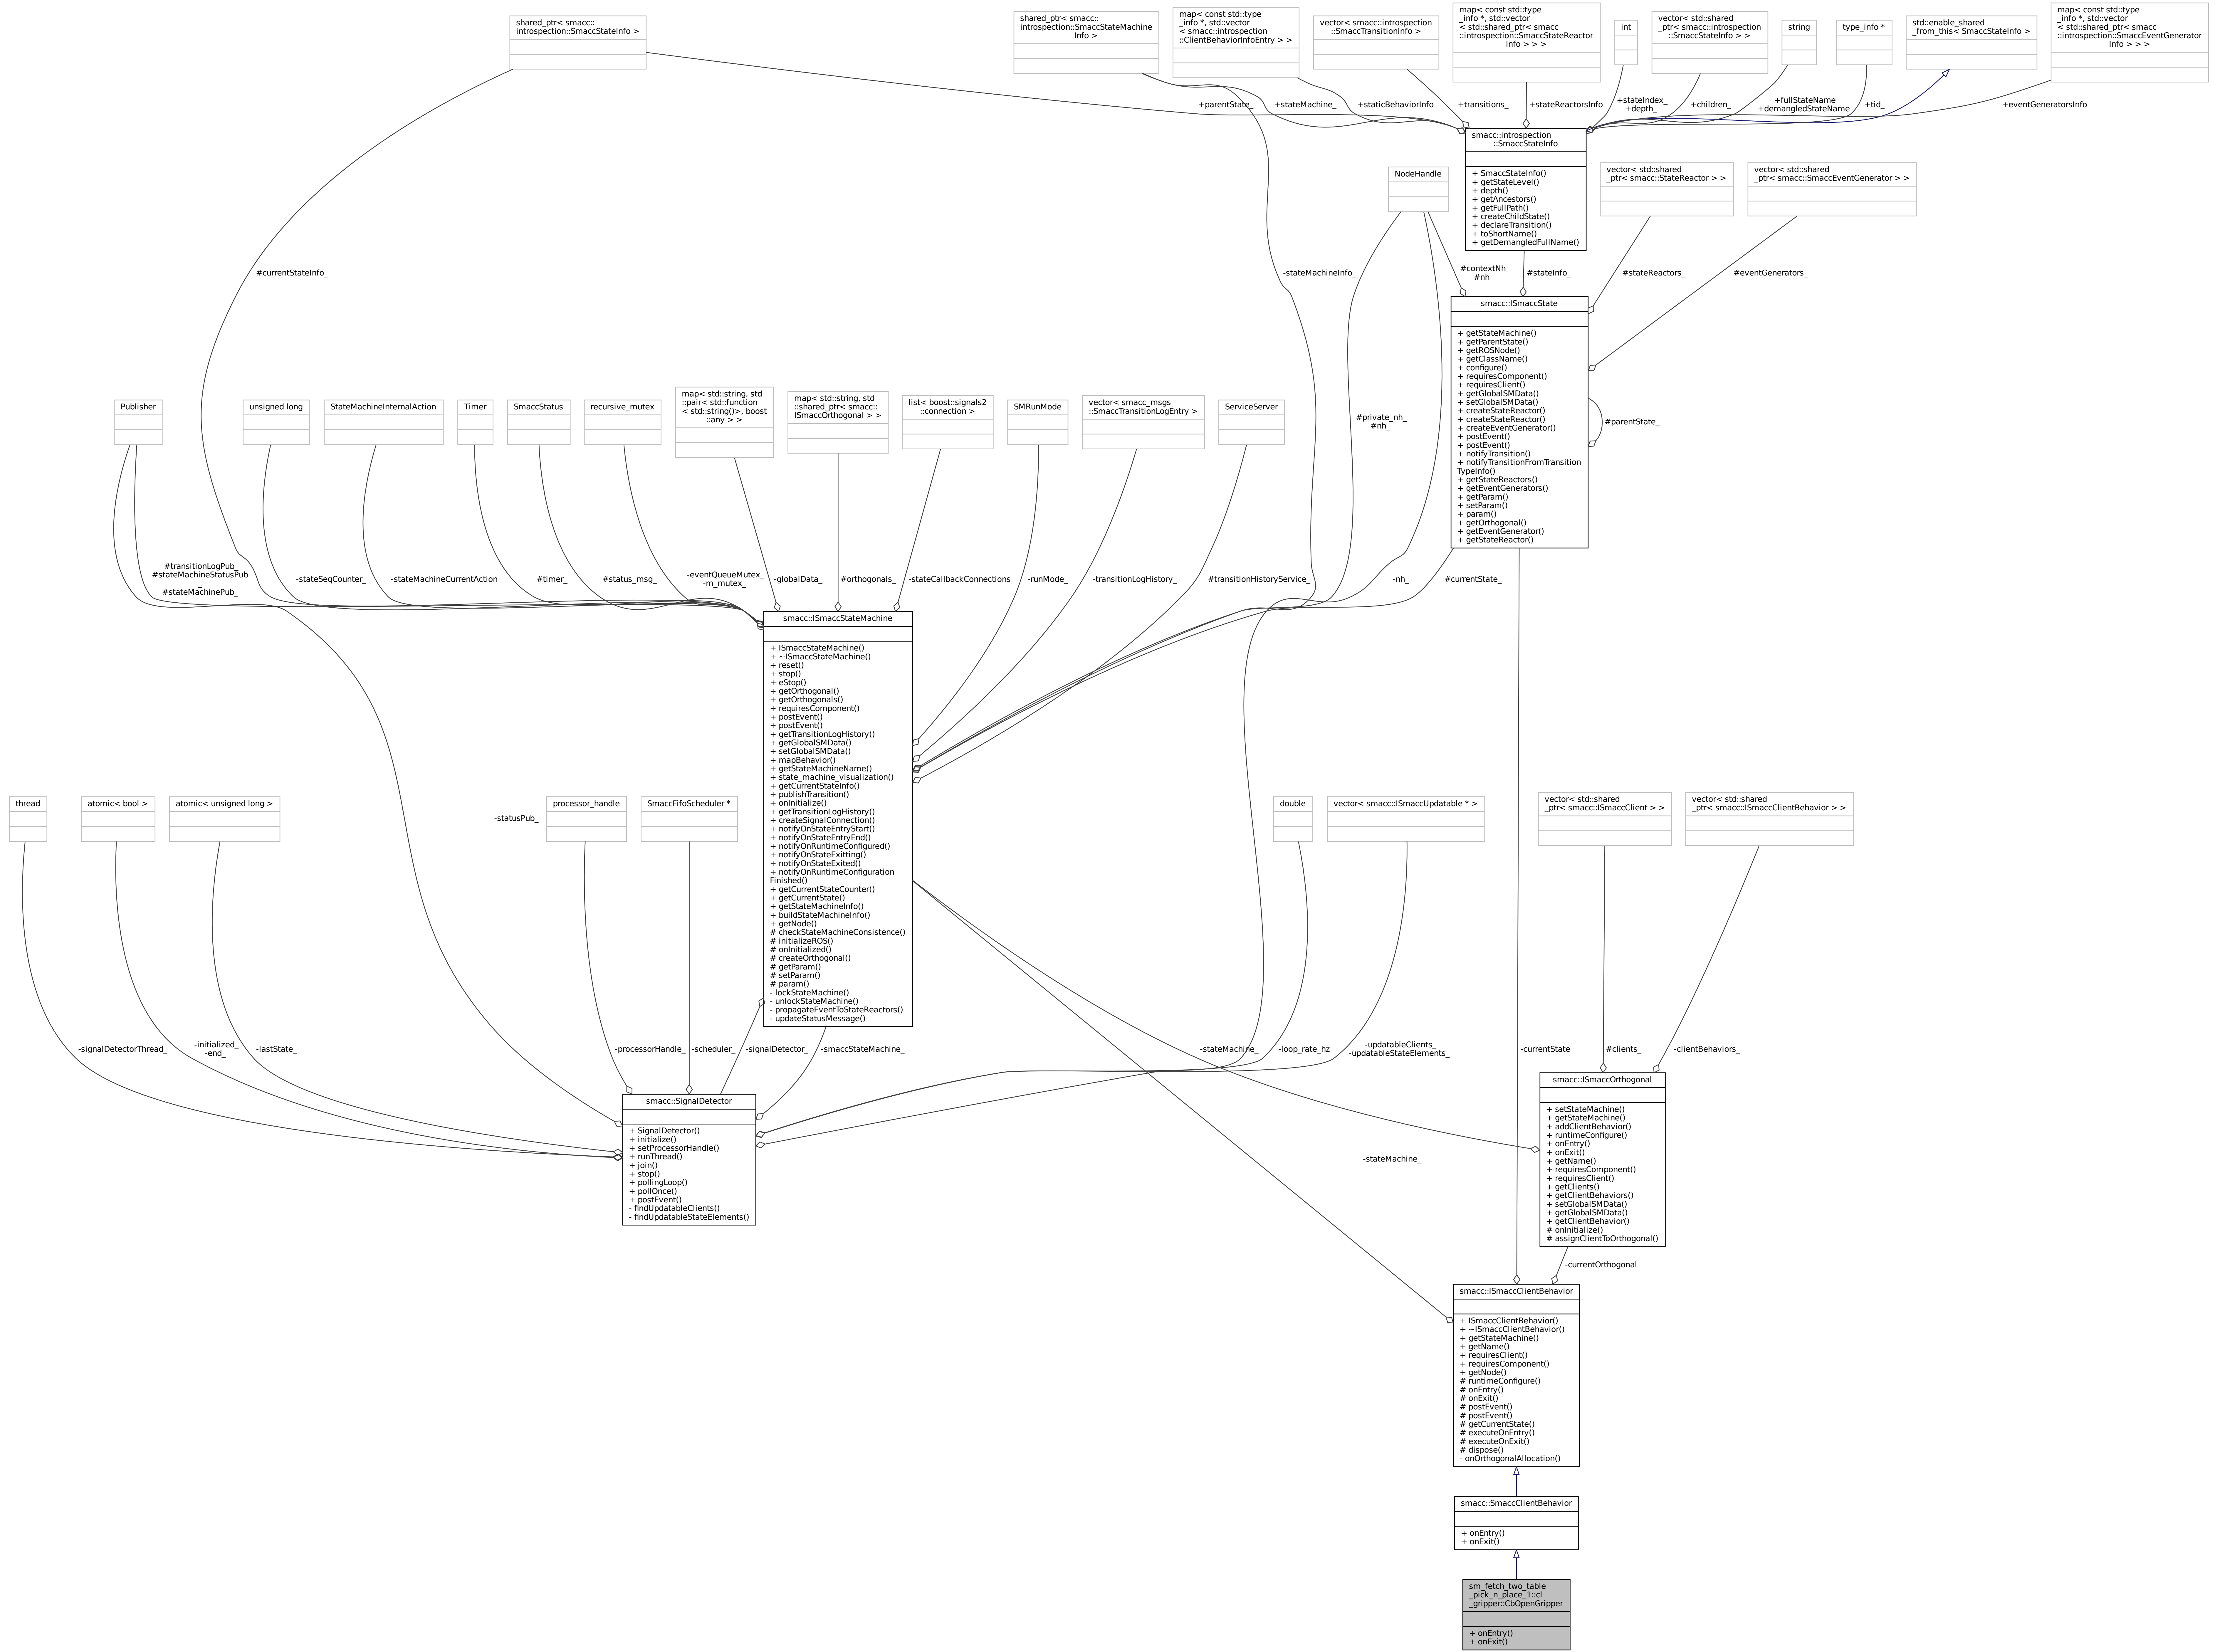 shared_ptr< smacc::
introspection::SmaccStateInfo >
shared_ptr< smacc::
introspection::SmaccStateMachine
Info >
map< const std::type
_info *, std::vector
< smacc::introspection
::ClientBehaviorInfoEntry > >
vector< smacc::introspection
::SmaccTransitionInfo >
map< const std::type
_info *, std::vector
< std::shared_ptr< smacc
::introspection::SmaccStateReactor
Info > > >
int
vector< std::shared
_ptr< smacc::introspection
::SmaccStateInfo > >
string
type_info *
std::enable_shared
_from_this< SmaccStateInfo >
map< const std::type
_info *, std::vector
< std::shared_ptr< smacc
::introspection::SmaccEventGenerator
Info > > >
+parentState_
+stateMachine_
+staticBehaviorInfo
+transitions_
+stateReactorsInfo
+stateIndex_
+depth_
+children_
+fullStateName
+demangledStateName
+tid_
+eventGeneratorsInfo
smacc::introspection
::SmaccStateInfo
+ SmaccStateInfo()
+ getStateLevel()
+ depth()
+ getAncestors()
+ getFullPath()
+ createChildState()
+ declareTransition()
+ toShortName()
+ getDemangledFullName()
NodeHandle
vector< std::shared
_ptr< smacc::StateReactor > >
vector< std::shared
_ptr< smacc::SmaccEventGenerator > >
#currentStateInfo_
-stateMachineInfo_
#contextNh
#nh
#stateInfo_
#stateReactors_
#eventGenerators_
smacc::ISmaccState
+ getStateMachine()
+ getParentState()
+ getROSNode()
+ getClassName()
+ configure()
+ requiresComponent()
+ requiresClient()
+ getGlobalSMData()
+ setGlobalSMData()
+ createStateReactor()
+ createStateReactor()
+ createEventGenerator()
+ postEvent()
+ postEvent()
+ notifyTransition()
+ notifyTransitionFromTransition
TypeInfo()
+ getStateReactors()
+ getEventGenerators()
+ getParam()
+ setParam()
+ param()
+ getOrthogonal()
+ getEventGenerator()
+ getStateReactor()
#parentState_
Publisher
unsigned long
StateMachineInternalAction
Timer
SmaccStatus
recursive_mutex
map< std::string, std
::pair< std::function
< std::string()>, boost
::any > >
map< std::string, std
::shared_ptr< smacc::
ISmaccOrthogonal > >
list< boost::signals2
::connection >
SMRunMode
vector< smacc_msgs
::SmaccTransitionLogEntry >
ServiceServer
#private_nh_
#nh_
#transitionLogPub_
#stateMachineStatusPub
_
#stateMachinePub_
-stateSeqCounter_
-stateMachineCurrentAction
#timer_
#status_msg_
-eventQueueMutex_
-m_mutex_
-globalData_
#orthogonals_
-stateCallbackConnections
-runMode_
-transitionLogHistory_
#transitionHistoryService_
-nh_
#currentState_
smacc::ISmaccStateMachine
+ ISmaccStateMachine()
+ ~ISmaccStateMachine()
+ reset()
+ stop()
+ eStop()
+ getOrthogonal()
+ getOrthogonals()
+ requiresComponent()
+ postEvent()
+ postEvent()
+ getTransitionLogHistory()
+ getGlobalSMData()
+ setGlobalSMData()
+ mapBehavior()
+ getStateMachineName()
+ state_machine_visualization()
+ getCurrentStateInfo()
+ publishTransition()
+ onInitialize()
+ getTransitionLogHistory()
+ createSignalConnection()
+ notifyOnStateEntryStart()
+ notifyOnStateEntryEnd()
+ notifyOnRuntimeConfigured()
+ notifyOnStateExitting()
+ notifyOnStateExited()
+ notifyOnRuntimeConfiguration
Finished()
+ getCurrentStateCounter()
+ getCurrentState()
+ getStateMachineInfo()
+ buildStateMachineInfo()
+ getNode()
# checkStateMachineConsistence()
# initializeROS()
# onInitialized()
# createOrthogonal()
# getParam()
# setParam()
# param()
- lockStateMachine()
- unlockStateMachine()
- propagateEventToStateReactors()
- updateStatusMessage()
thread
atomic< bool >
atomic< unsigned long >
-statusPub_
processor_handle
SmaccFifoScheduler *
double
vector< smacc::ISmaccUpdatable * >
vector< std::shared
_ptr< smacc::ISmaccClient > >
vector< std::shared
_ptr< smacc::ISmaccClientBehavior > >
-signalDetectorThread_
-initialized_
-end_
-lastState_
-processorHandle_
-scheduler_
-signalDetector_
-smaccStateMachine_
-stateMachine_
-loop_rate_hz
-updatableClients_
-updatableStateElements_
-currentState
#clients_
-clientBehaviors_
smacc::SignalDetector
+ SignalDetector()
+ initialize()
+ setProcessorHandle()
+ runThread()
+ join()
+ stop()
+ pollingLoop()
+ pollOnce()
+ postEvent()
- findUpdatableClients()
- findUpdatableStateElements()
smacc::ISmaccOrthogonal
+ setStateMachine()
+ getStateMachine()
+ addClientBehavior()
+ runtimeConfigure()
+ onEntry()
+ onExit()
+ getName()
+ requiresComponent()
+ requiresClient()
+ getClients()
+ getClientBehaviors()
+ setGlobalSMData()
+ getGlobalSMData()
+ getClientBehavior()
# onInitialize()
# assignClientToOrthogonal()
-stateMachine_
-currentOrthogonal
smacc::ISmaccClientBehavior
+ ISmaccClientBehavior()
+ ~ISmaccClientBehavior()
+ getStateMachine()
+ getName()
+ requiresClient()
+ requiresComponent()
+ getNode()
# runtimeConfigure()
# onEntry()
# onExit()
# postEvent()
# postEvent()
# getCurrentState()
# executeOnEntry()
# executeOnExit()
# dispose()
- onOrthogonalAllocation()
smacc::SmaccClientBehavior
+ onEntry()
+ onExit()
sm_fetch_two_table
_pick_n_place_1::cl
_gripper::CbOpenGripper
+ onEntry()
+ onExit()